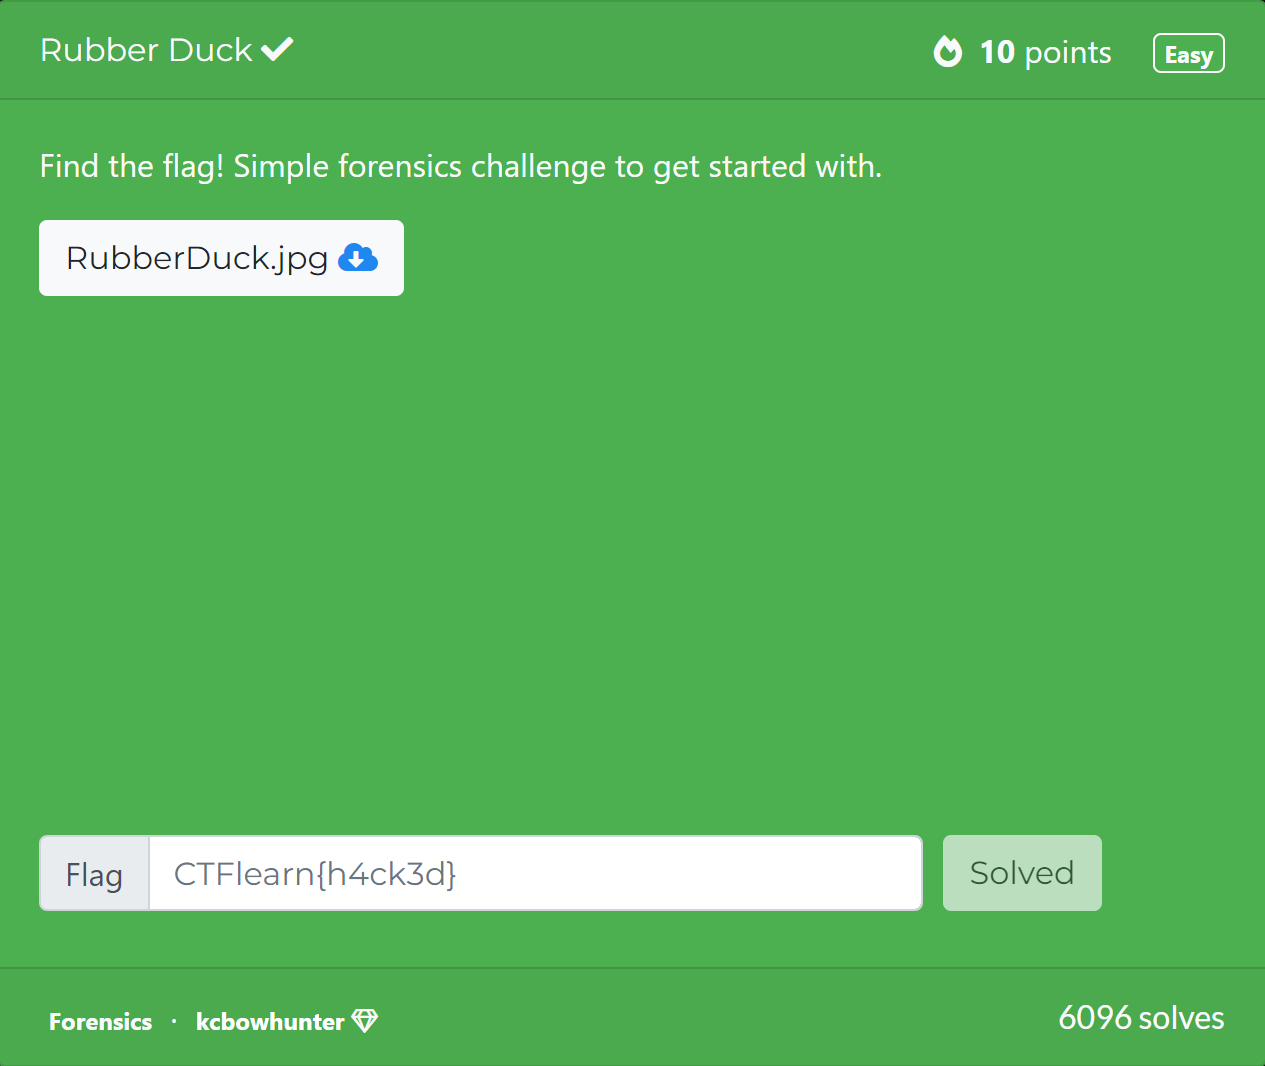 Rubber Duck
10 points
Easy
Find the flag! Simple forensics challenge to get started with.
RubberDuck.jpg
Flag
CTFlearn{h4ck3d}
Solved
Forensics · kcbowhunter
6096 solves